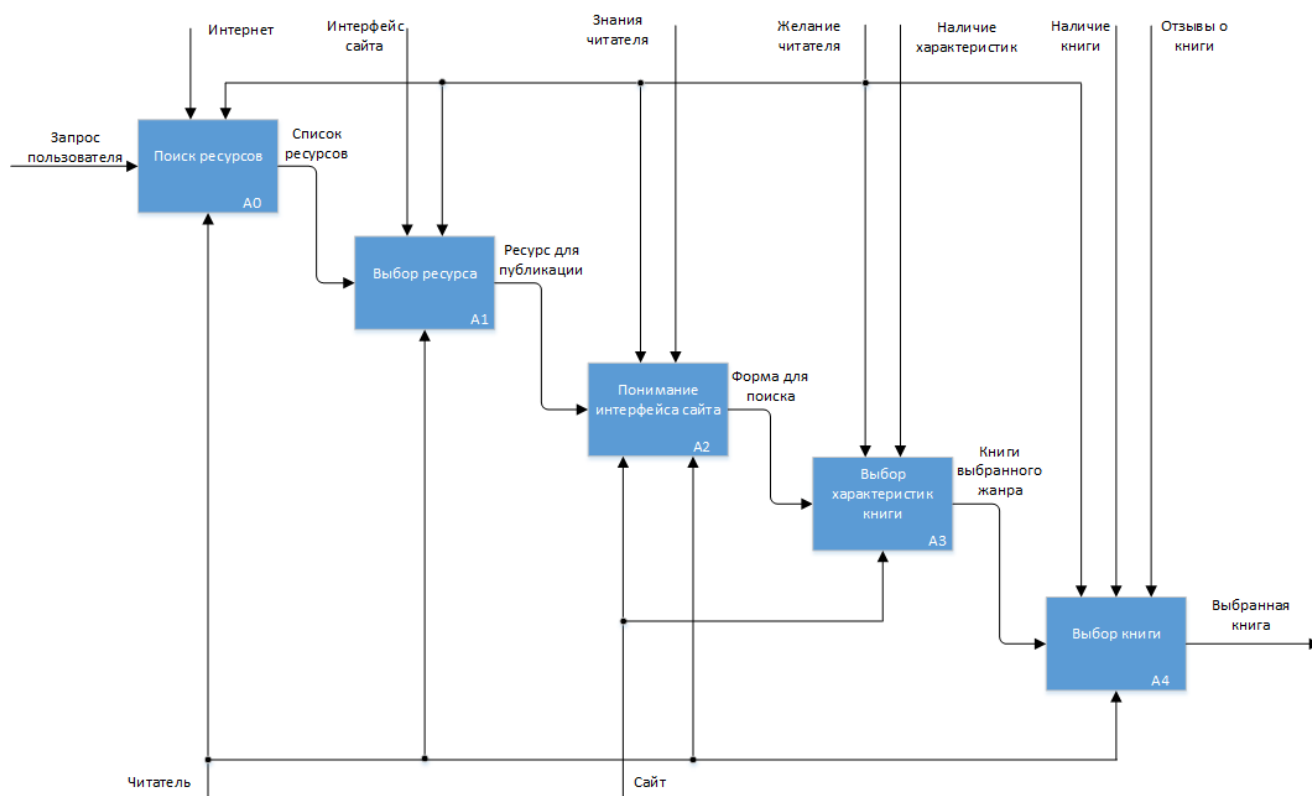 Интернет
Интерфейс
сайта
Знания
читателя
Желание
читателя
Наличие
характеристик
Наличие
книги
Отзывы о
книги
Запрос
пользователя
Поиск ресурсов
A0
Список
ресурсов
Выбор ресурса
A1
Ресурс для
публикации
Понимание
интерфейса сайта
A2
Форма для
поиска
Выбор
характеристик
книги
A3
Книги
выбранного
жанра
Выбор книги
A4
Выбранная
книга
Читатель
Сайт